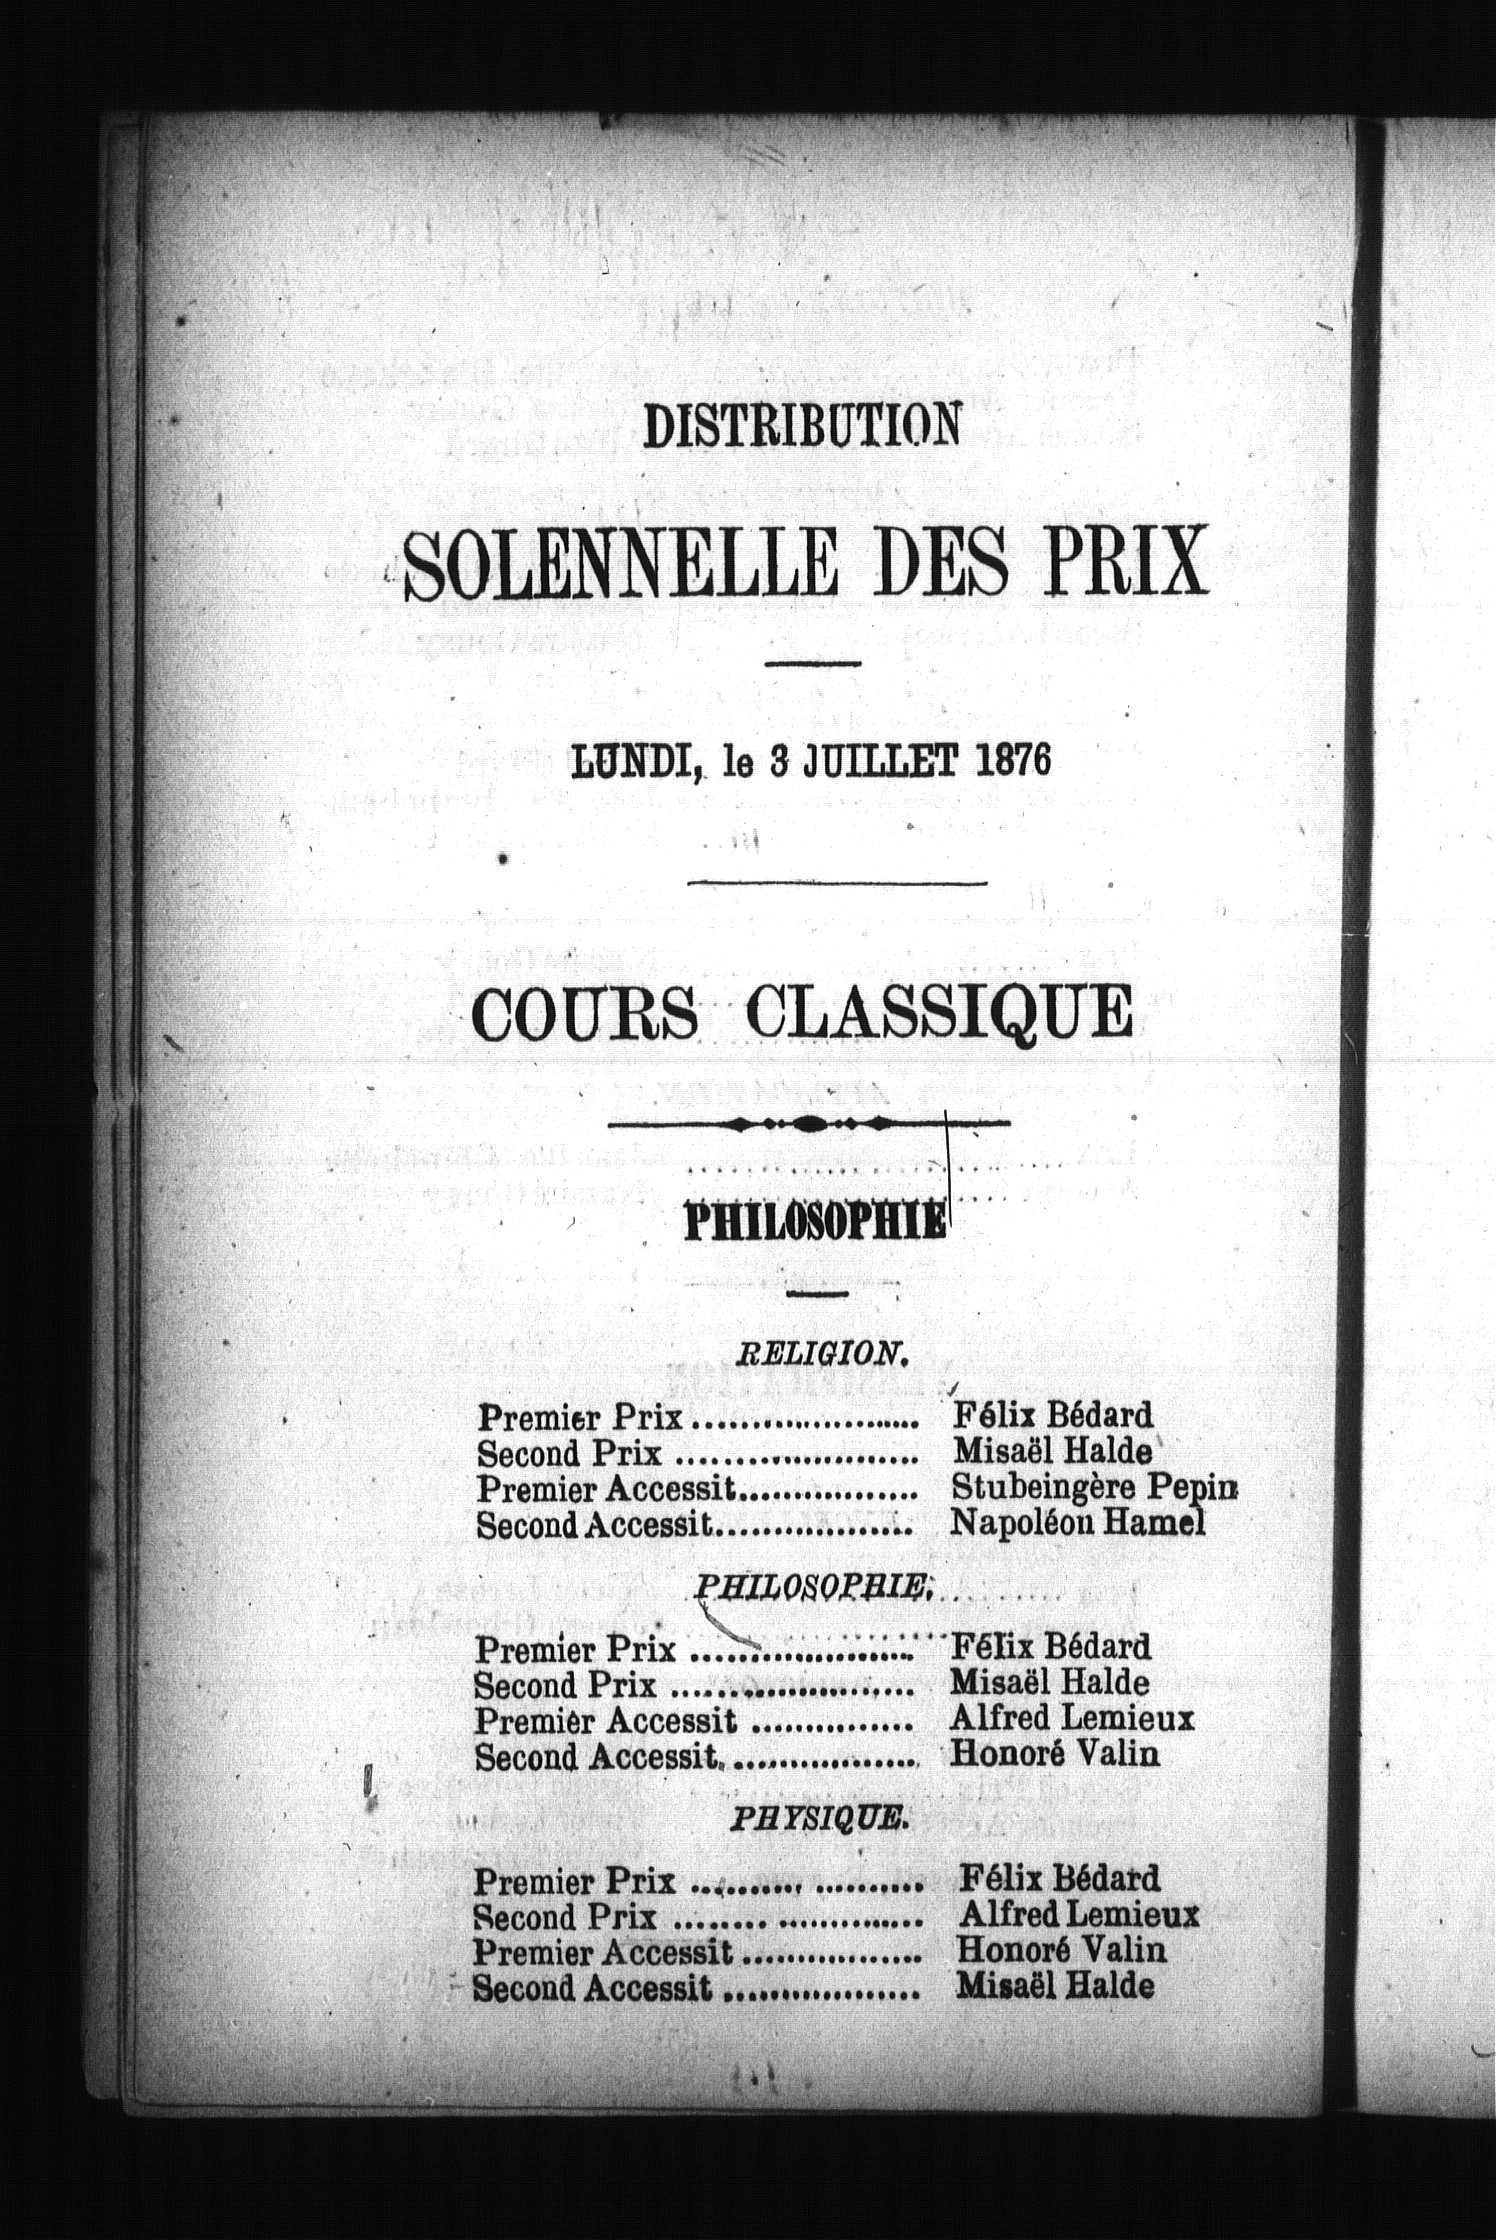 DISTRIBUTION
SOLENNELLE DES PRIX
LUNDI, le 3 JUILLET 1876
COURS CLASSIQUE
PHILOSOPHIE
RELIGION.
Premier Prix ........................ Félix Bédard
Second Prix ........................ Misaël Halde
Premier Accessit.................. Stubeingère Pepin
Second Accessit................... Napoléon Hamel
PHILOSOPHIE.
Premier Prix ........................ Félix Bédard
Second Prix ........................ Misaël Halde
Premier Accessit ............... Alfred Lemieux
Second Accessit.................. Honoré Valin
PHYSIQUE.
Premier Prix ........................ Félix Bédard
Second Prix ........................ Alfred Lemieux
Premier Accessit.................. Honoré Valin
Second Accessit .................. Misaël Halde